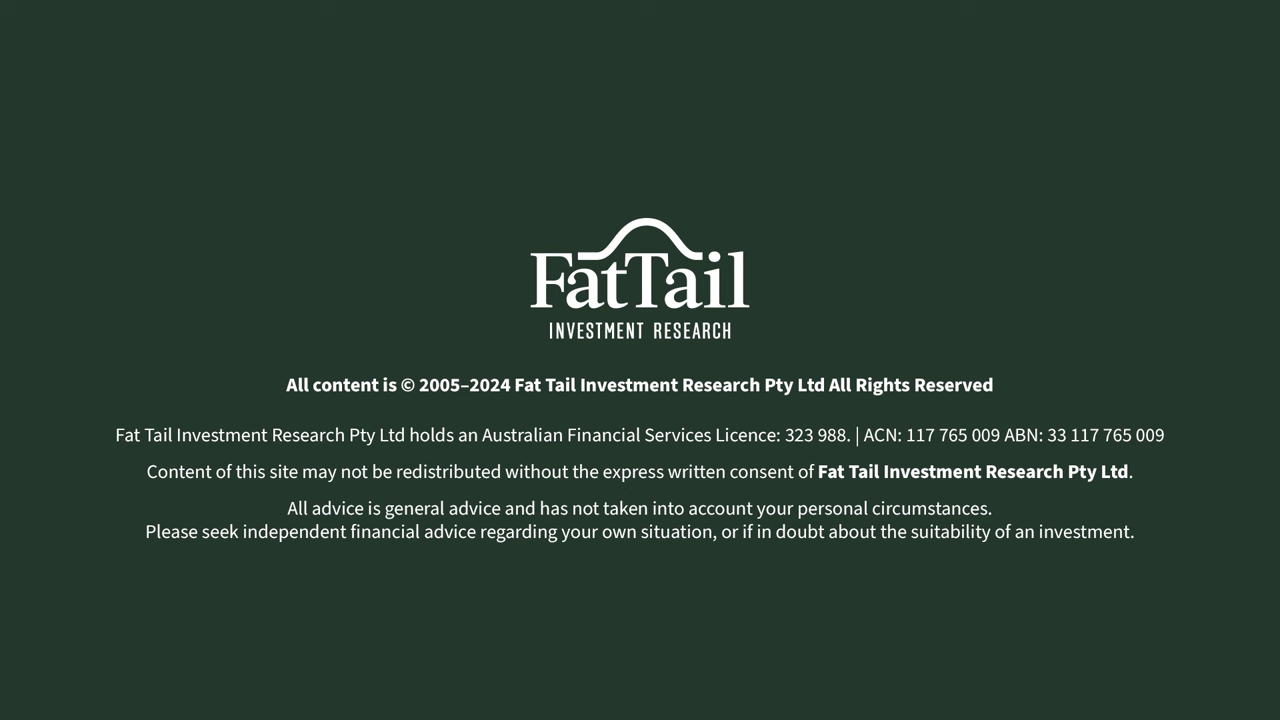 FatTail
INVESTMENT RESEARCH
All content is © 2005–2024 Fat Tail Investment Research Pty Ltd All Rights Reserved
Fat Tail Investment Research Pty Ltd holds an Australian Financial Services Licence: 323 988. | ACN: 117 765 009 ABN: 33 117 765 009
Content of this site may not be redistributed without the express written consent of Fat Tail Investment Research Pty Ltd.
All advice is general advice and has not taken into account your personal circumstances.
Please seek independent financial advice regarding your own situation, or if in doubt about the suitability of an investment.